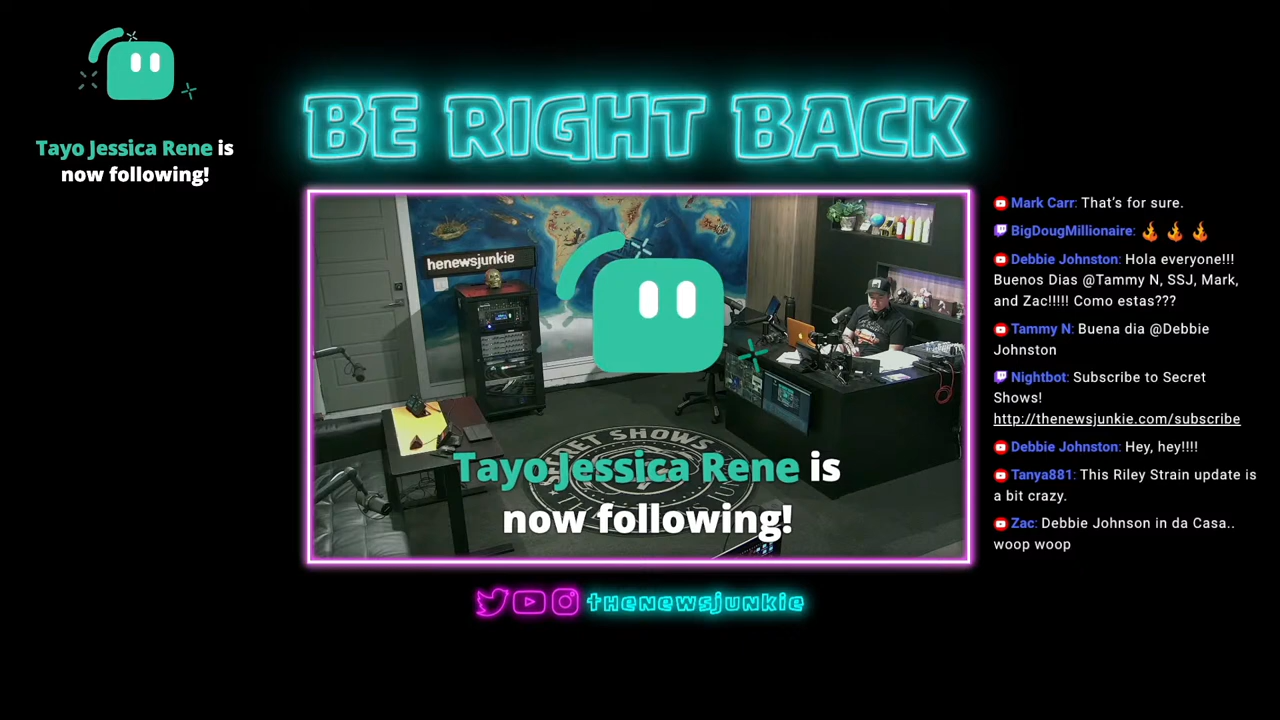 Tayo Jessica Rene is
now following!
BE RIGHT BACK
henewsjunkie
SECRET SHOWS
Tayo Jessica Rene is
now following!
thenewsjunkie
Mark Carr: That's for sure.
BigDougMillionaire: 🔥 🔥 🔥
Debbie Johnston: Hola everyone!!!
Buenos Dias @Tammy N, SSJ, Mark,
and Zac!!!!! Como estas???
Tammy N: Buena dia @Debbie
Johnston
Nightbot: Subscribe to Secret
Shows!
http://thenewsjunkie.com/subscribe
Debbie Johnston: Hey, hey!!!!
Tanya881: This Riley Strain update is
a bit crazy.
Zac: Debbie Johnson in da Casa..
woop woop